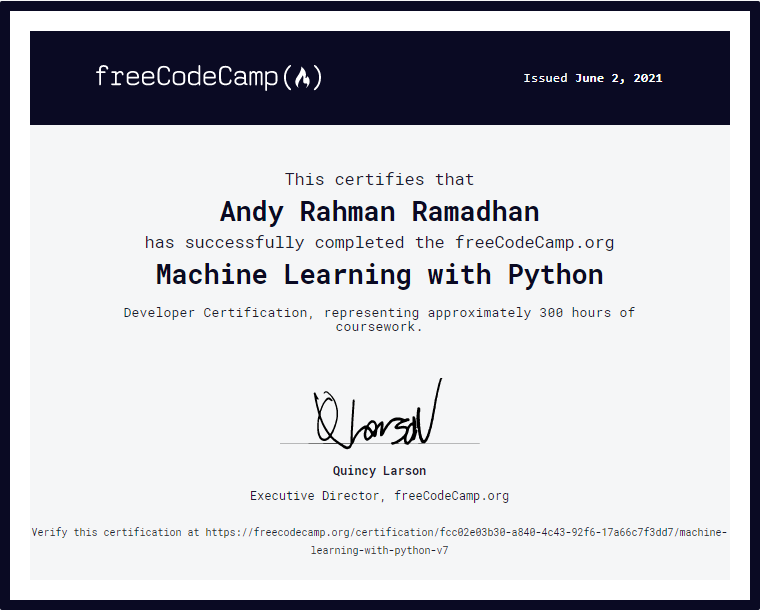 freeCodeCamp(🔥)
Issued June 2, 2021
This certifies that
Andy Rahman Ramadhan
has successfully completed the freeCodeCamp.org
Machine Learning with Python
Developer Certification, representing approximately 300 hours of
coursework.
QLarson
Quincy Larson
Executive Director, freeCodeCamp.org
Verify this certification at https://freecodecamp.org/certification/fcc02e03b30-a840-4c43-92f6-17a66c7f3dd7/machine-
learning-with-python-v7